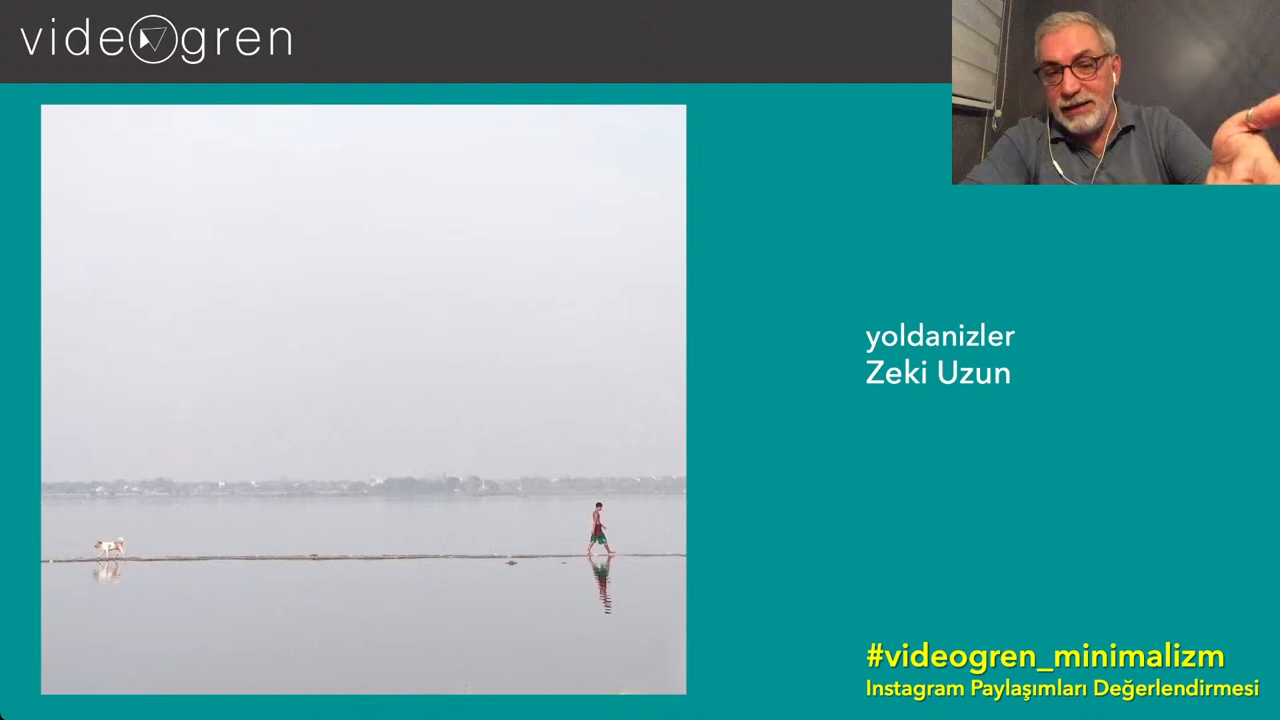 videogren
yoldanizler
Zeki Uzun
#videogren_minimalizm
Instagram Paylaşımları Değerlendirmesi